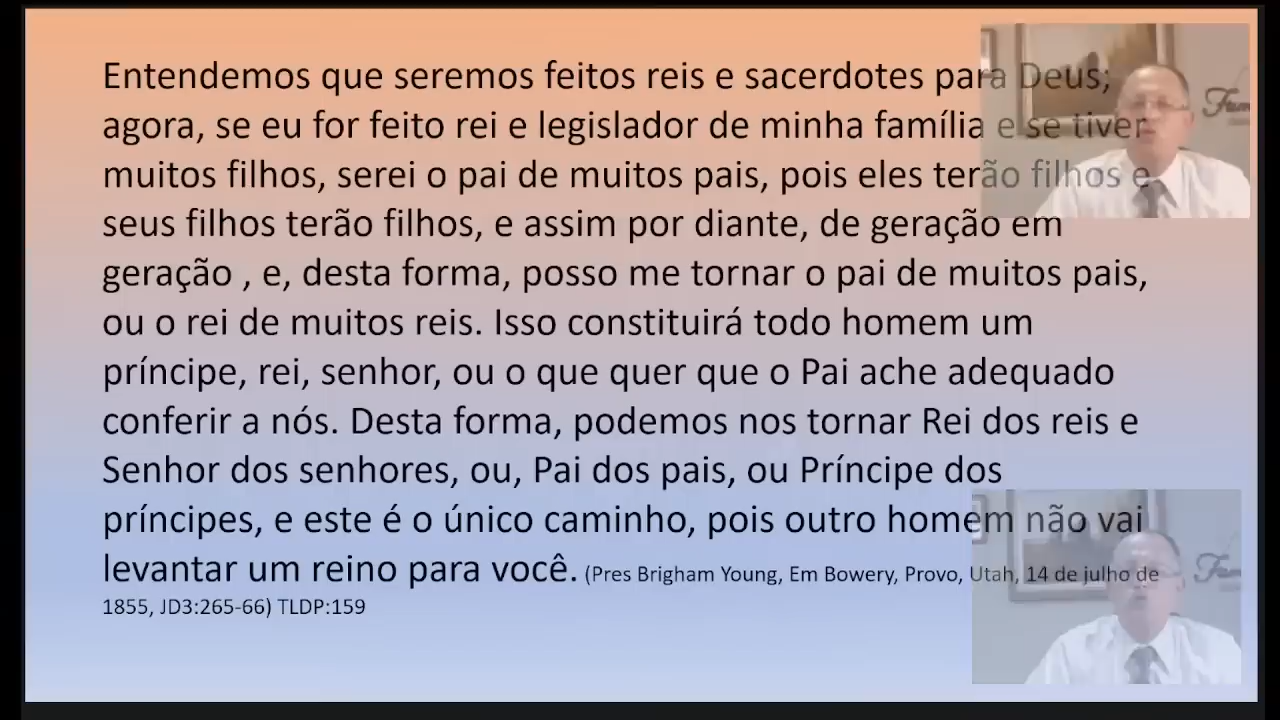 Entendemos que seremos feitos reis e sacerdotes para Deus;
agora, se eu for feito rei e legislador de minha família e se tiver
muitos filhos, serei o pai de muitos pais, pois eles terão filhos e
seus filhos terão filhos, e assim por diante, de geração em
geração , e, desta forma, posso me tornar o pai de muitos pais,
ou o rei de muitos reis. Isso constituirá todo homem um
príncipe, rei, senhor, ou o que quer que o Pai ache adequado
conferir a nós. Desta forma, podemos nos tornar Rei dos reis e
Senhor dos senhores, ou, Pai dos pais, ou Príncipe dos
príncipes, e este é o único caminho, pois outro homem não vai
levantar um reino para você. (Pres Brigham Young, Em Bowery, Provo, Utah, 14 de julho de
1855, JD3:265-66) TLDP:159